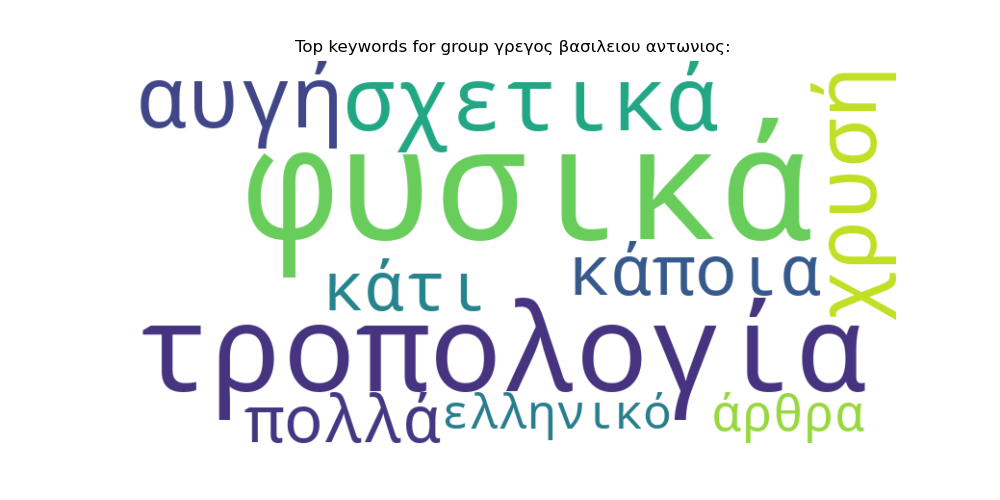 Top keywords for group γρεγος βασιλειου αντωνιος:
αυγή
σχετικά
χρυσή
φυσικά
κάποια
κάτι
τροπολογία
πολλά
ελληνικό
άρθρα